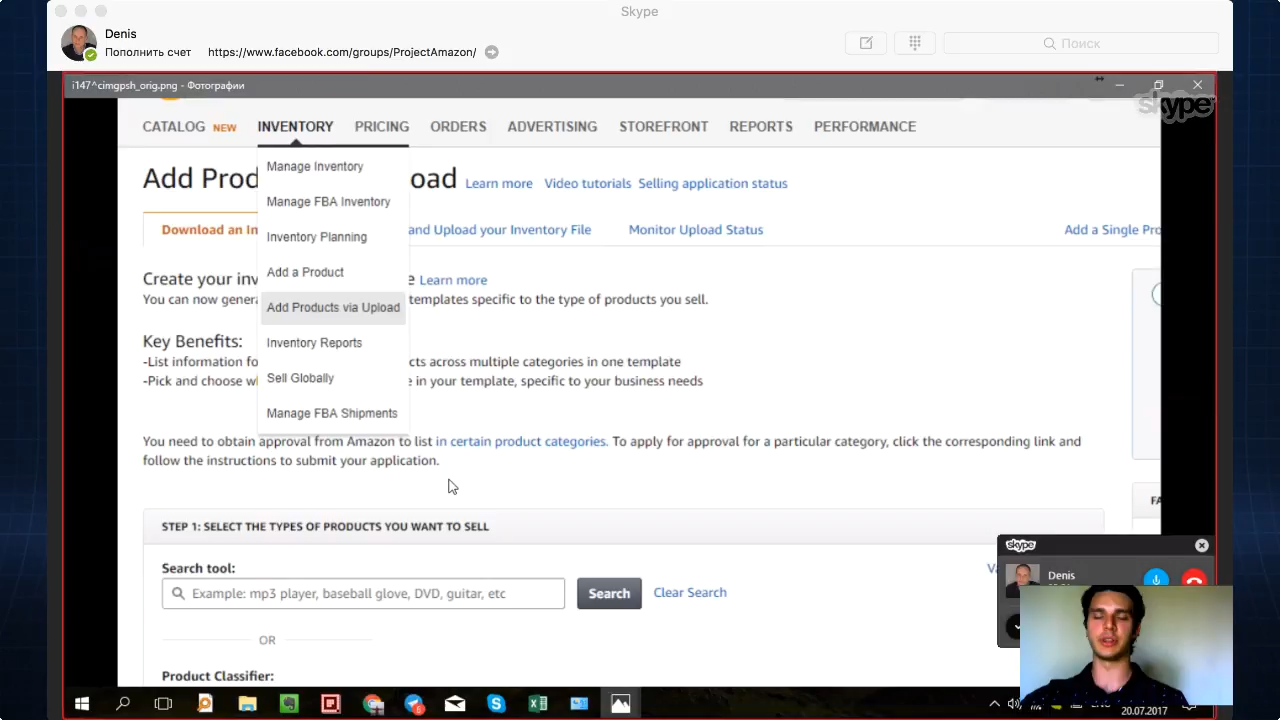 Skype
Denis
Пополнить счет https://www.facebook.com/groups/ProjectAmazon/
Поиск
i147^cimgpsh_orig.png - Фотографии
skype
CATALOG NEW INVENTORY PRICING ORDERS ADVERTISING STOREFRONT REPORTS PERFORMANCE
Manage Inventory
Manage FBA Inventory
Inventory Planning
Add a Product
Add Products via Upload
Inventory Reports
Sell Globally
Manage FBA Shipments
Add Prod oad Learn more Video tutorials Selling application status
Download an In and Upload your Inventory File Monitor Upload Status Add a Single Pro
Create your inv e Learn more
You can now gener templates specific to the type of products you sell.
Key Benefits:
-List information fo cts across multiple categories in one template
-Pick and choose w e in your template, specific to your business needs
You need to obtain approval from Amazon to list in certain product categories. To apply for approval for a particular category, click the corresponding link and
follow the instructions to submit your application.
FA
STEP 1: SELECT THE TYPES OF PRODUCTS YOU WANT TO SELL
Search tool:
Example: mp3 player, baseball glove, DVD, guitar, etc Search Clear Search
OR
Product Classifier:
skype
Denis
20.07.2017